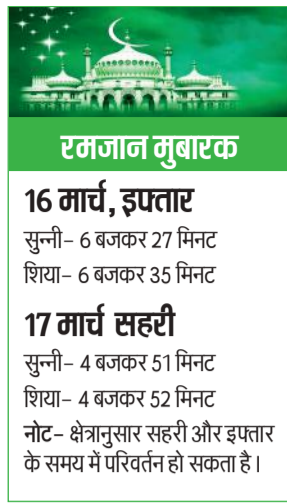 रमजान मुबारक
16 मार्च, इफ्तार
सुन्नी- 6 बजकर 27 मिनट
शिया- 6 बजकर 35 मिनट
17 मार्च सहरी
सुन्नी- 4 बजकर 51 मिनट
शिया- 4 बजकर 52 मिनट
नोट- क्षेत्रानुसार सहरी और इफ्तार
के समय में परिवर्तन हो सकता है।